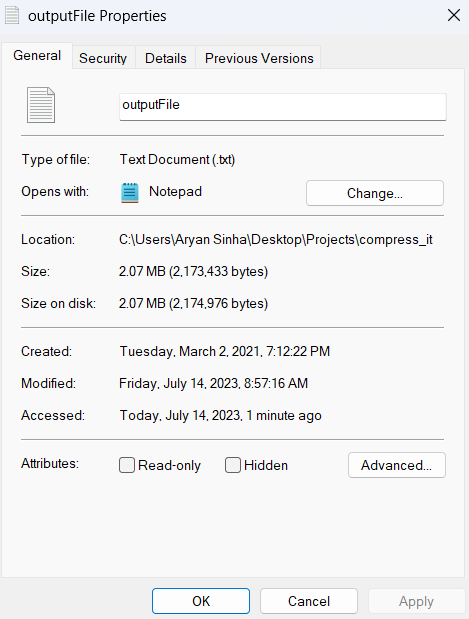 outputFile Properties
General Security Details Previous Versions
outputFile
Type of file: Text Document (.txt)
Opens with: Notepad Change...
Location: C:\Users\Aryan Sinha\Desktop\Projects\compress_it
Size: 2.07 MB (2,173,433 bytes)
Size on disk: 2.07 MB (2,174,976 bytes)
Created: Tuesday, March 2, 2021, 7:12:22 PM
Modified: Friday, July 14, 2023, 8:57:16 AM
Accessed: Today, July 14, 2023, 1 minute ago
Attributes: Read-only Hidden Advanced...
OK Cancel Apply